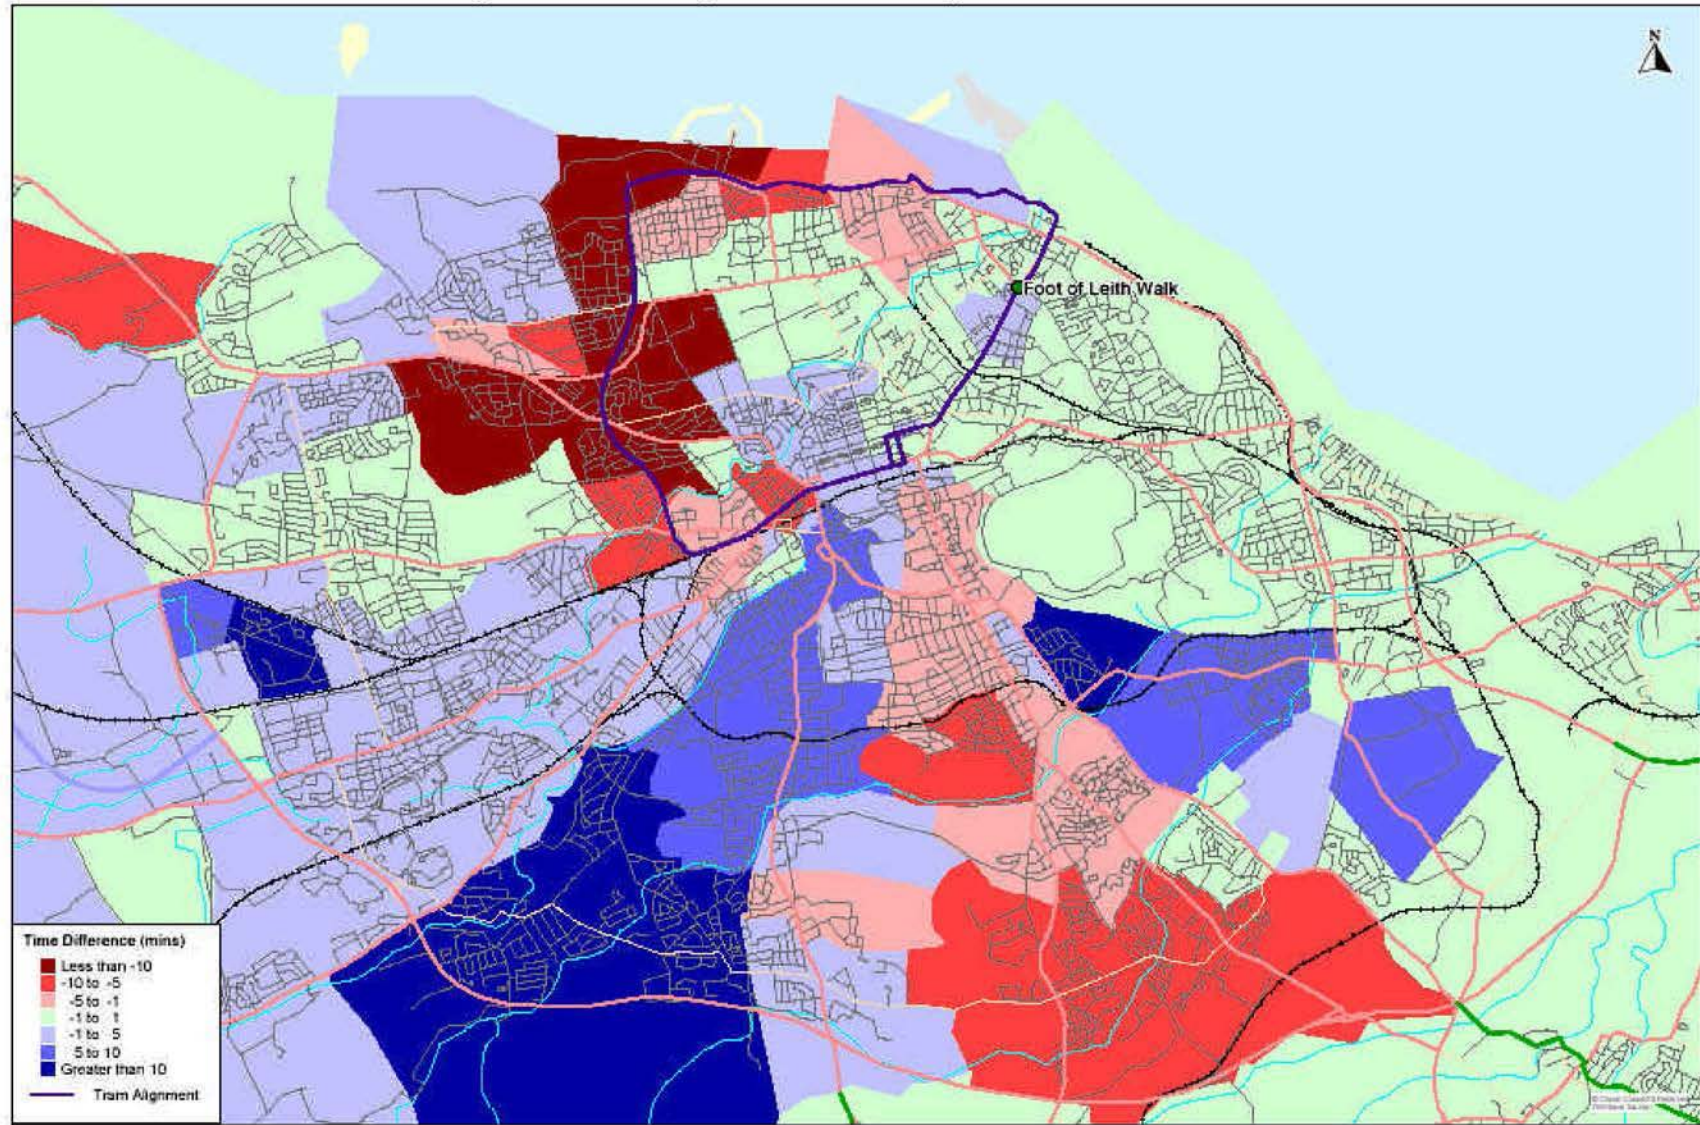 N
Foot of Leith Walk
Time Difference (mins)
Less than -10
-10 to -5
-5 to -1
-1 to 1
-1 to 5
5 to 10
Greater than 10
Tram Alignment